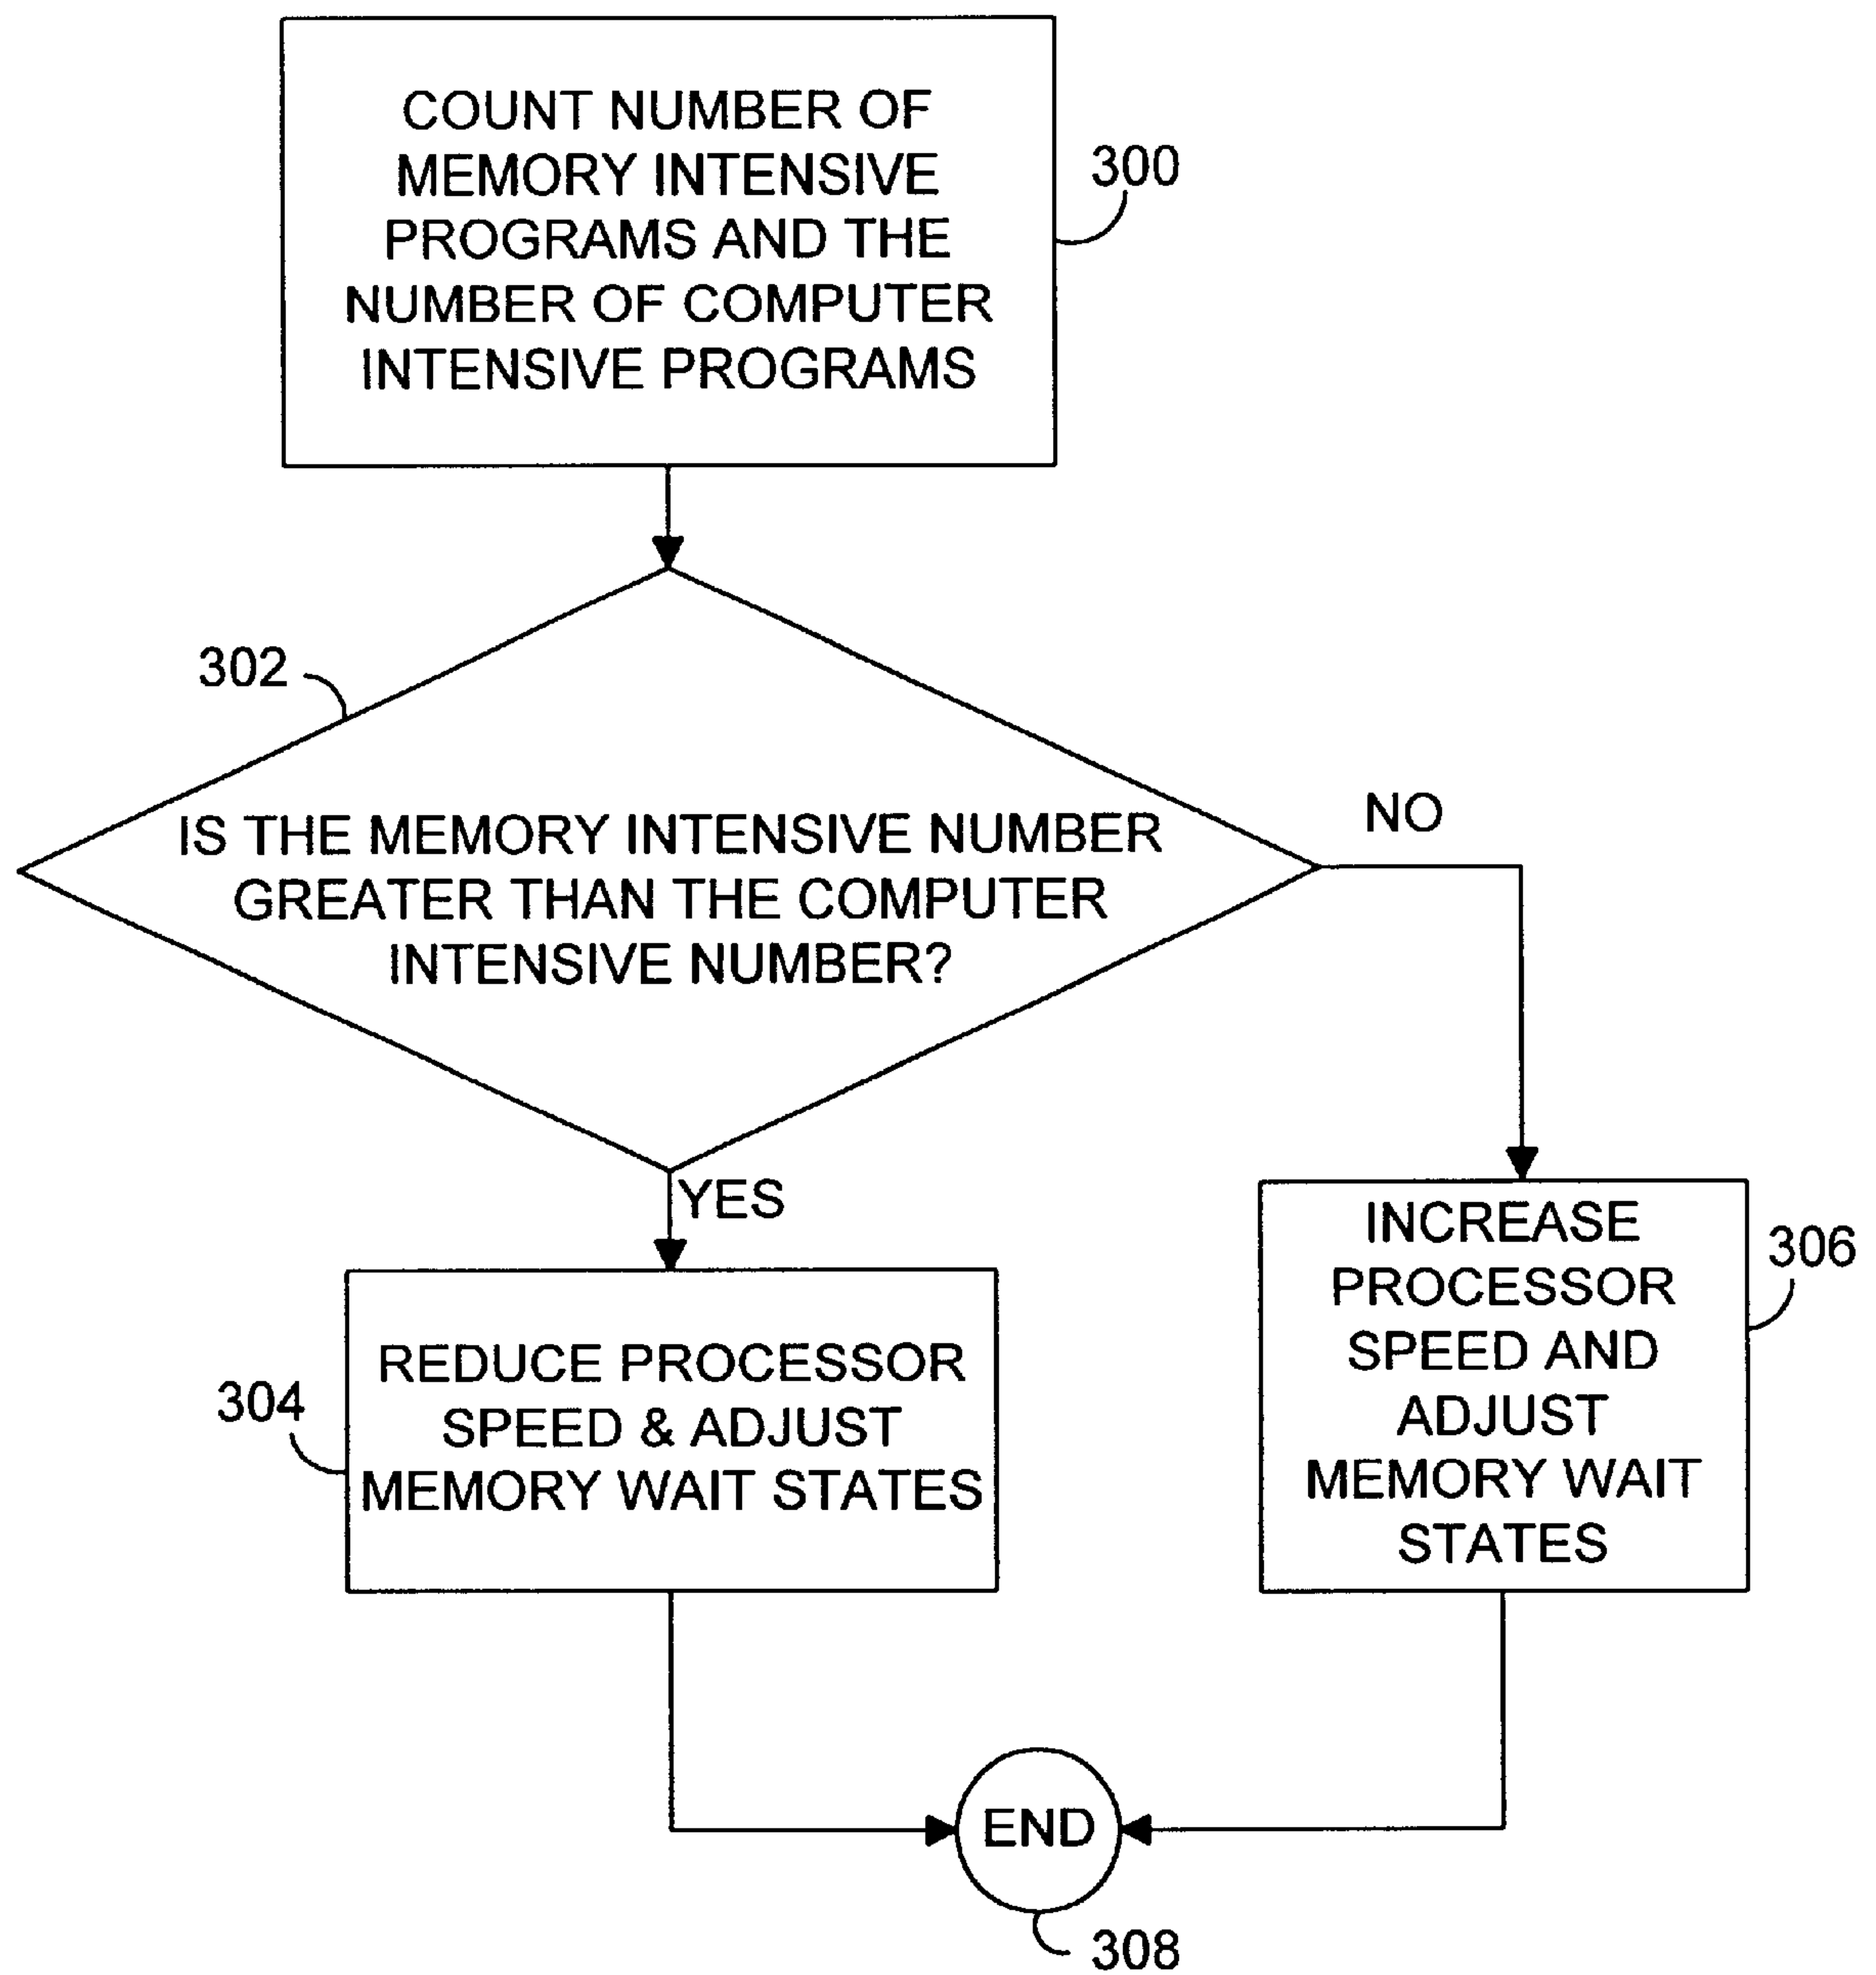 COUNT NUMBER OF
MEMORY INTENSIVE
PROGRAMS AND THE
NUMBER OF COMPUTER
INTENSIVE PROGRAMS
300
302
IS THE MEMORY INTENSIVE NUMBER
GREATER THAN THE COMPUTER
INTENSIVE NUMBER?
NO
YES
REDUCE PROCESSOR
SPEED & ADJUST
MEMORY WAIT STATES
304
INCREASE
PROCESSOR
SPEED AND
ADJUST
MEMORY WAIT
STATES
306
END
308